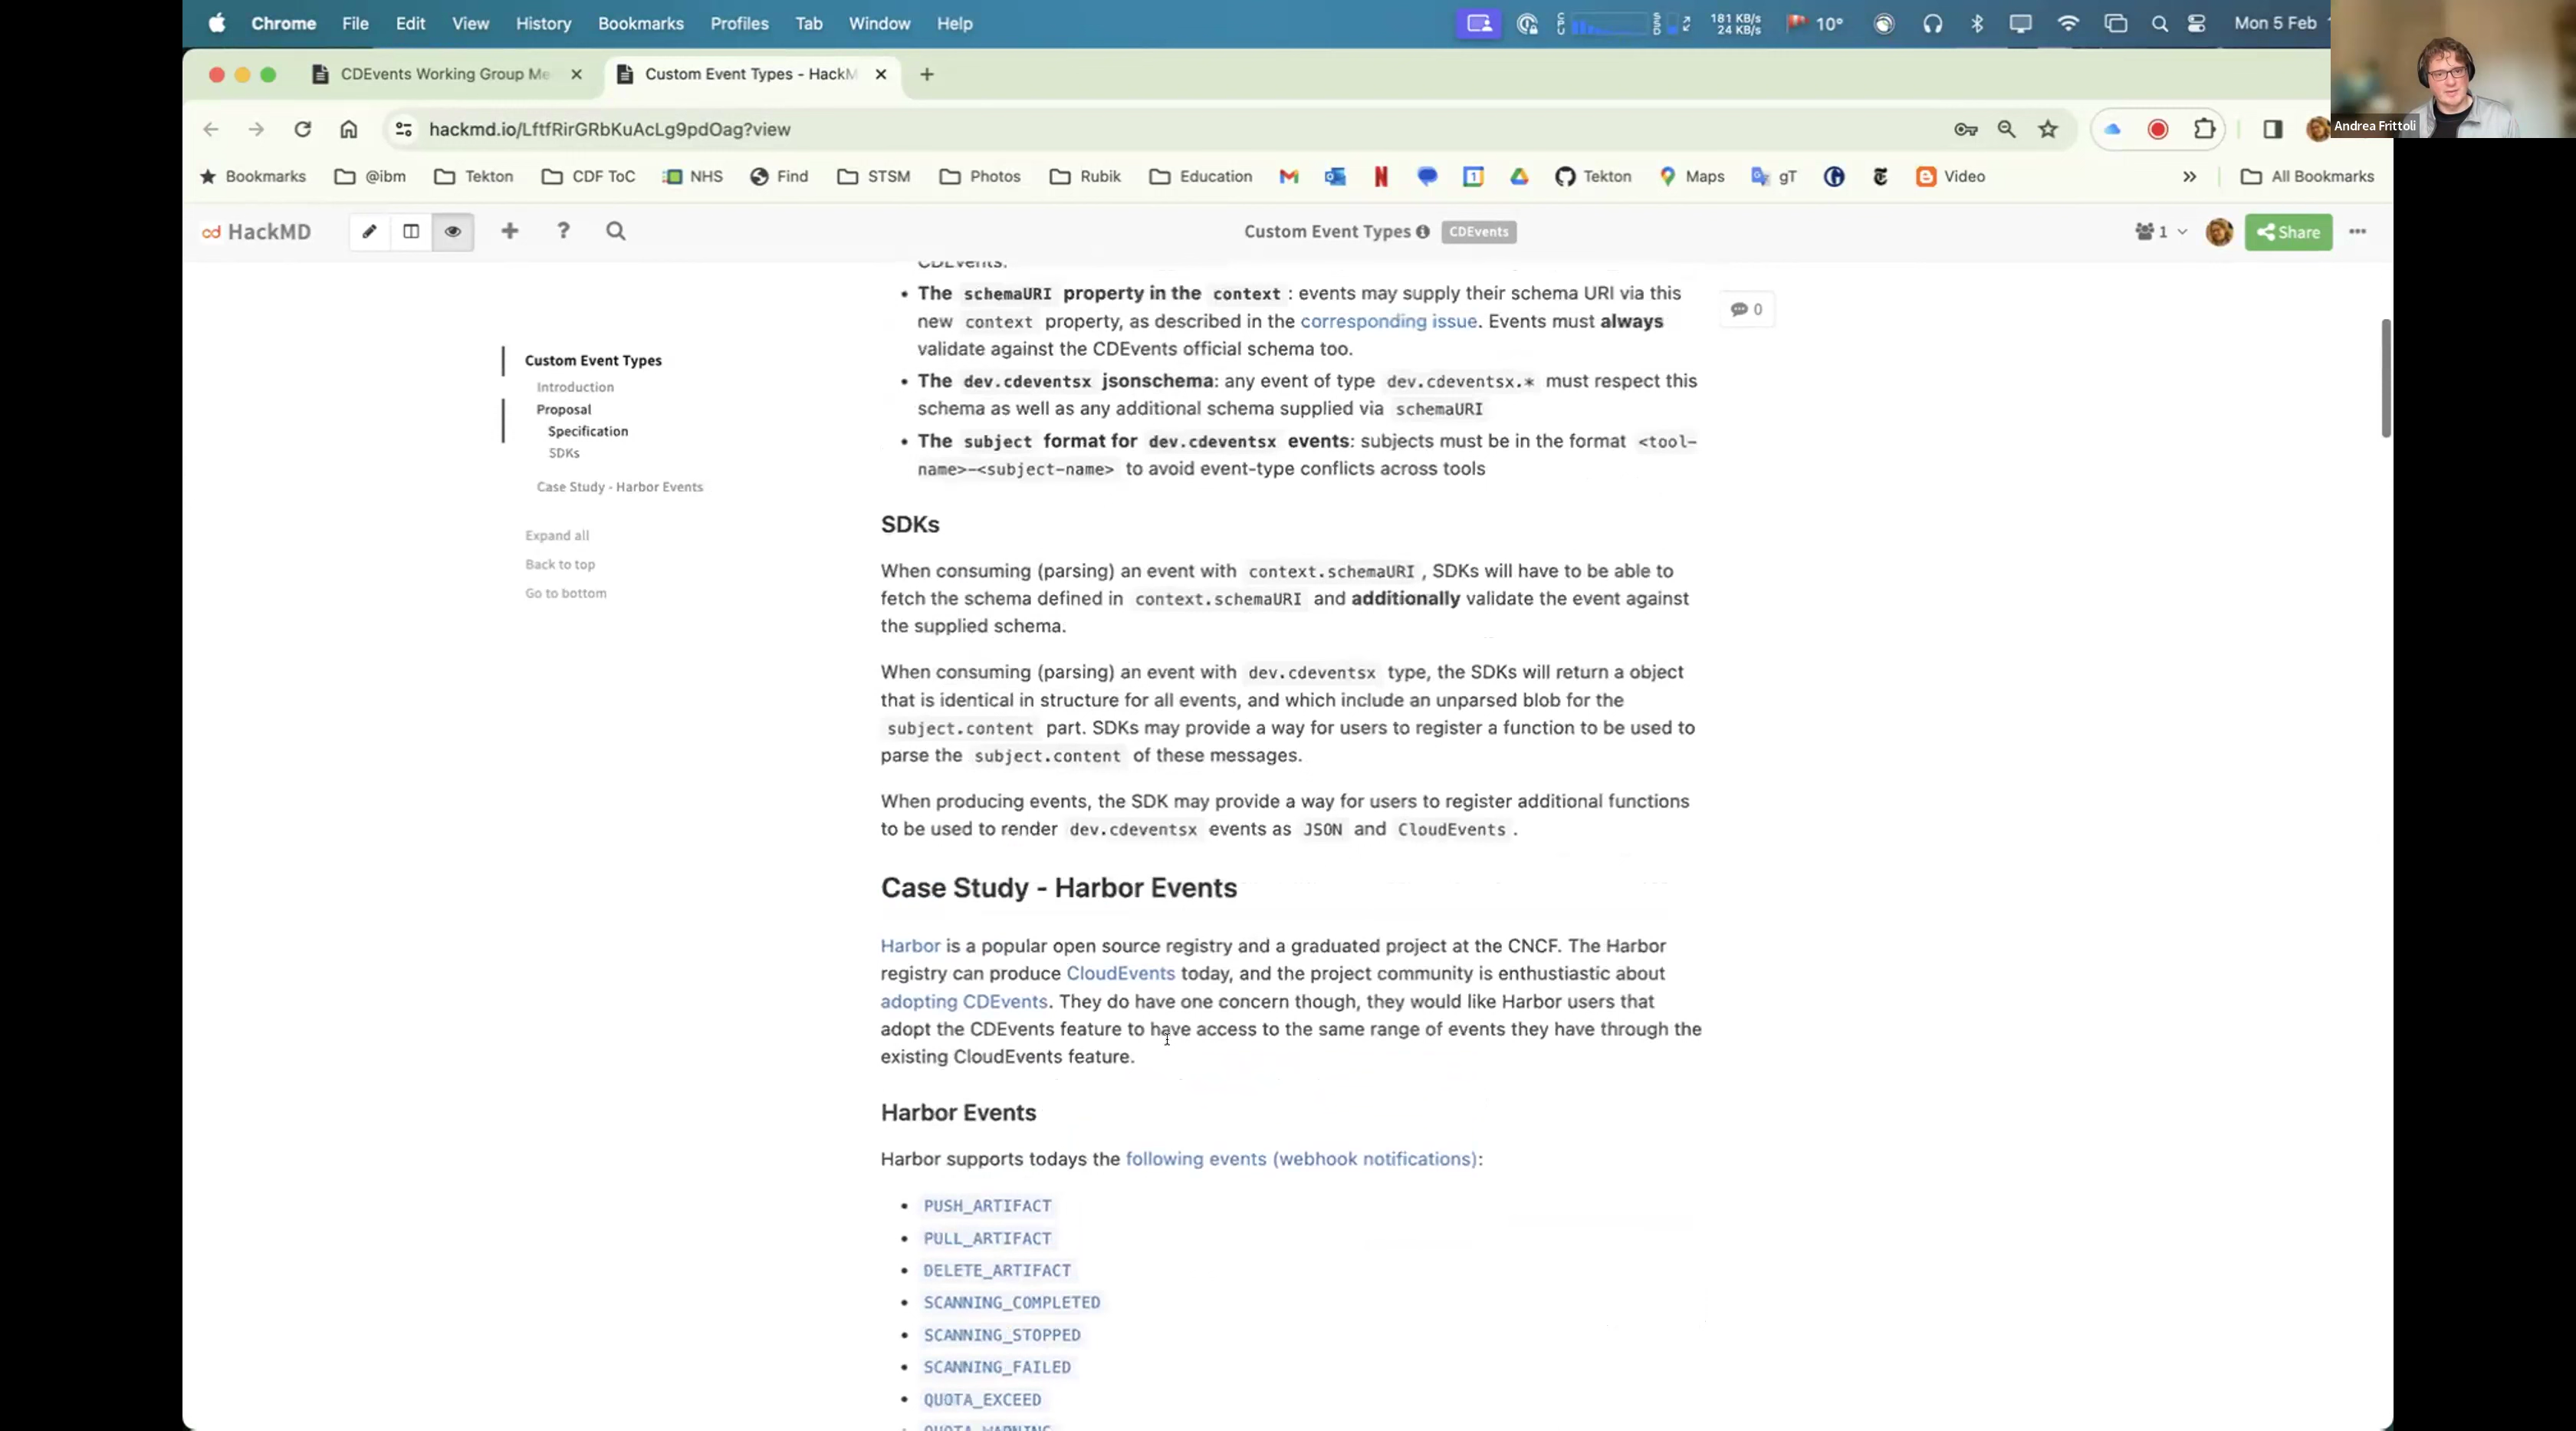 Chrome File Edit View History Bookmarks Profiles Tab Window Help
181 KB/s
24 KB/s
10°
Mon 5 Feb
CDEvents Working Group Me
Custom Event Types - HackM
hackmd.io/LftfRirGRbKuAcLg9pdOag?view
Andrea Frittoli
Bookmarks @ibm Tekton CDF ToC NHS Find STSM Photos Rubik Education Tekton Maps gT Video All Bookmarks
HackMD
Custom Event Types
CDEvents
1
Share
Custom Event Types
Introduction
Proposal
Specification
SDKs
Case Study - Harbor Events
Expand all
Back to top
Go to bottom
CDEvents.
• The schemaURI property in the context : events may supply their schema URI via this
new context property, as described in the corresponding issue. Events must always
validate against the CDEvents official schema too.
0
• The dev.cdeventsx jsonschema: any event of type dev.cdeventsx.* must respect this
schema as well as any additional schema supplied via schemaURI
• The subject format for dev.cdeventsx events: subjects must be in the format <tool-
name>-<subject-name> to avoid event-type conflicts across tools
SDKs
When consuming (parsing) an event with context.schemaURI , SDKs will have to be able to
fetch the schema defined in context.schemaURI and additionally validate the event against
the supplied schema.
When consuming (parsing) an event with dev.cdeventsx type, the SDKs will return a object
that is identical in structure for all events, and which include an unparsed blob for the
subject.content part. SDKs may provide a way for users to register a function to be used to
parse the subject.content of these messages.
When producing events, the SDK may provide a way for users to register additional functions
to be used to render dev.cdeventsx events as JSON and CloudEvents .
Case Study - Harbor Events
Harbor is a popular open source registry and a graduated project at the CNCF. The Harbor
registry can produce CloudEvents today, and the project community is enthustiastic about
adopting CDEvents. They do have one concern though, they would like Harbor users that
adopt the CDEvents feature to have access to the same range of events they have through the
existing CloudEvents feature.
Harbor Events
Harbor supports todays the following events (webhook notifications):
• PUSH_ARTIFACT
• PULL_ARTIFACT
• DELETE_ARTIFACT
• SCANNING_COMPLETED
• SCANNING_STOPPED
• SCANNING_FAILED
• QUOTA_EXCEED